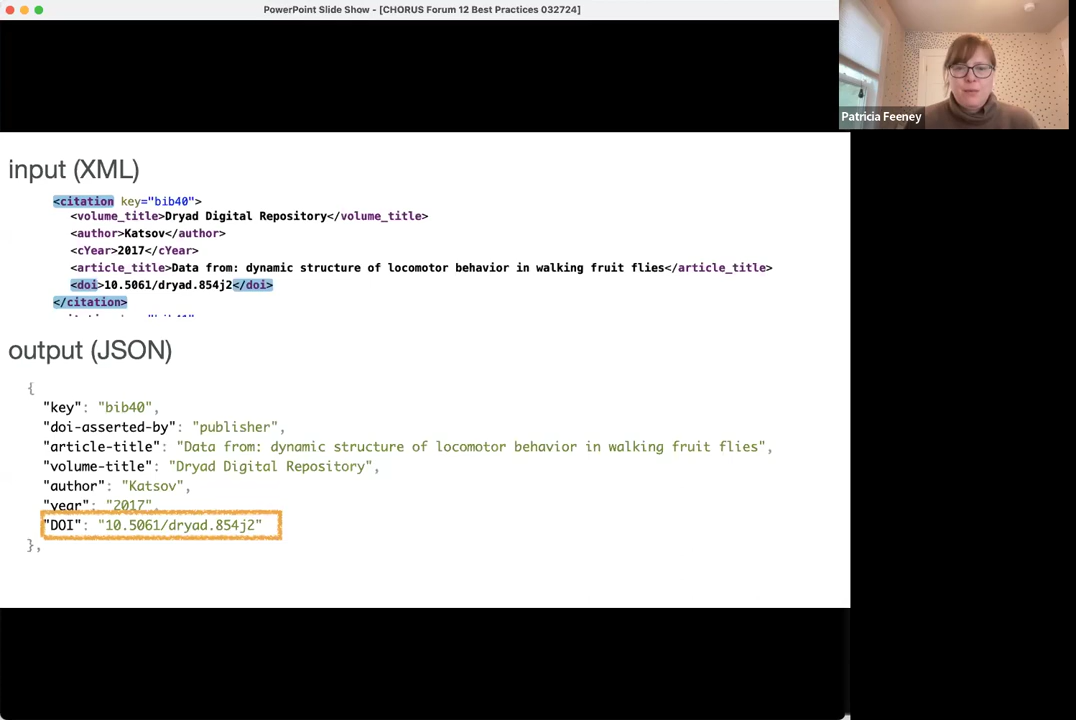 PowerPoint Slide Show - [CHORUS Forum 12 Best Practices 032724]
Patricia Feeney
input (XML)
<citation key="bib40">
<volume_title>Dryad Digital Repository</volume_title>
<author>Katsov</author>
<cYear>2017</cYear>
<article_title>Data from: dynamic structure of locomotor behavior in walking fruit flies</article_title>
<doi>10.5061/dryad.854j2</doi>
</citation>
output (JSON)
{
"key": "bib40",
"doi-asserted-by": "publisher",
"article-title": "Data from: dynamic structure of locomotor behavior in walking fruit flies",
"volume-title": "Dryad Digital Repository",
"author": "Katsov",
"year": "2017",
"DOI": "10.5061/dryad.854j2"
},